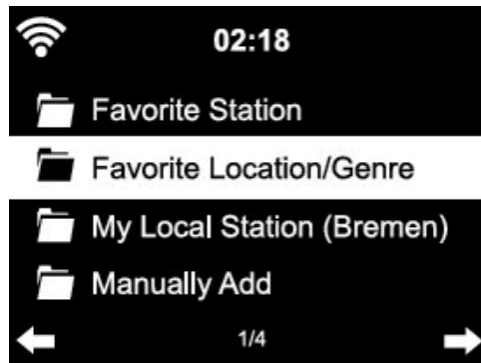 02:18
Favorite Station
Favorite Location/Genre
My Local Station (Bremen)
Manually Add
1/4